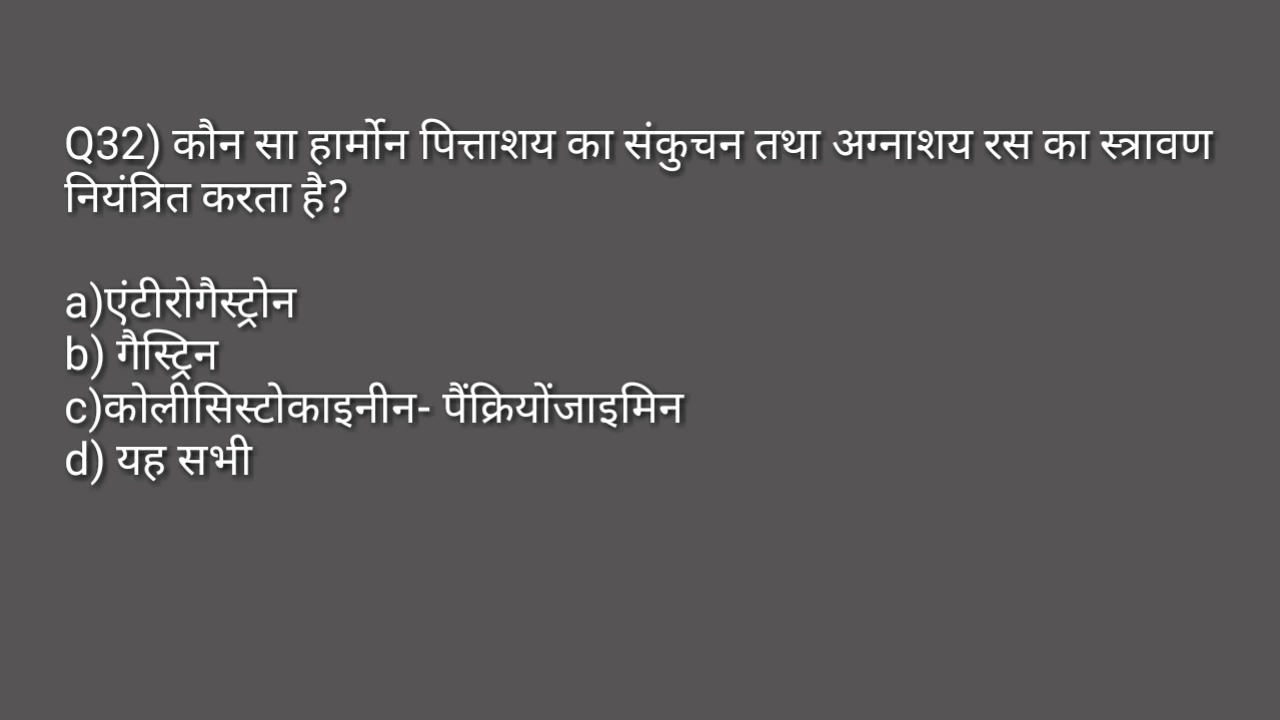 Q32) कौन सा हार्मोन पित्ताशय का संकुचन तथा अग्नाशय रस का स्त्रावण
नियंत्रित करता है?
a)एंटीरोगैस्ट्रोन
b) गैस्ट्रिन
c)कोलीसिस्टोकाइनीन- पैंक्रियोंजाइमिन
d) यह सभी